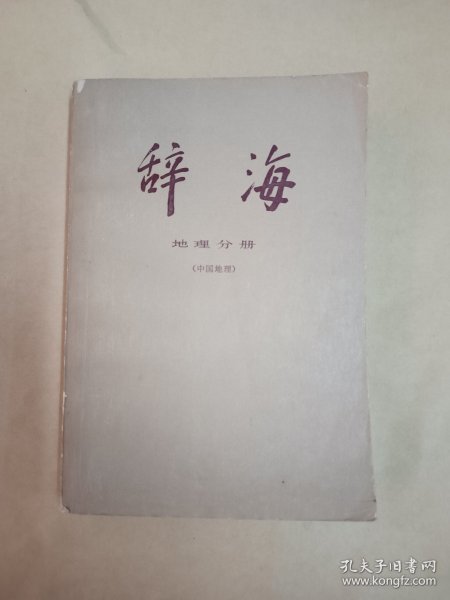 辞海
地理分册
(中国地理)
孔夫子旧书网
www.kongfz.com